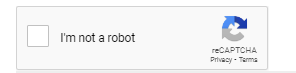 I'm not a robot
reCAPTCHA
Privacy - Terms